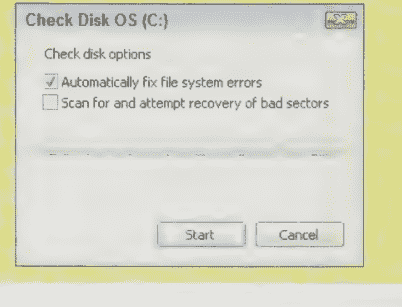 Check Disk OS (C:)
Check disk options
Automatically fix file system errors
Scan for and attempt recovery of bad sectors
Start
Cancel